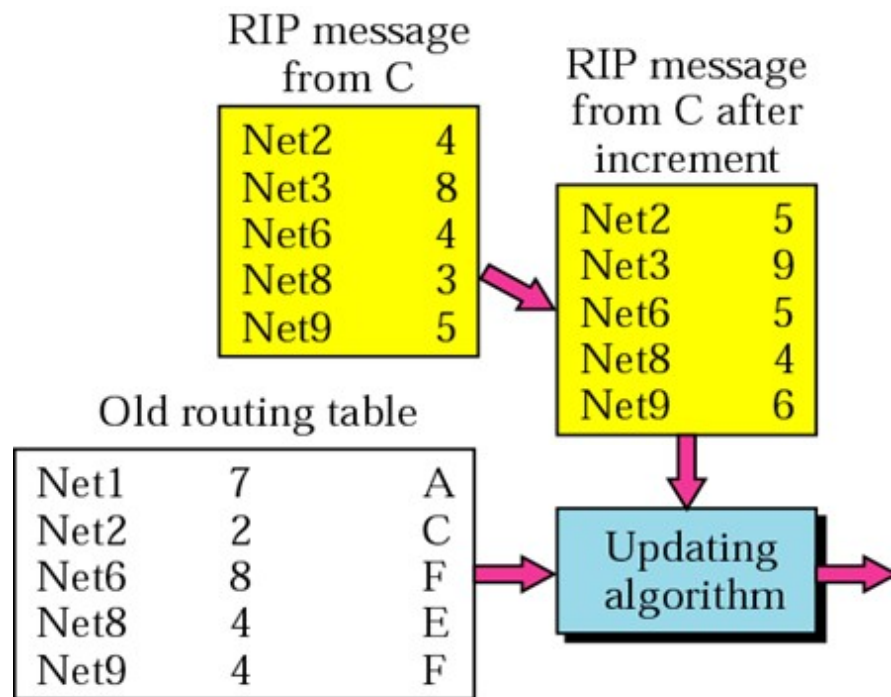 RIP message
from C
Net2 4
Net3 8
Net6 4
Net8 3
Net9 5
RIP message
from C after
increment
Net2 5
Net3 9
Net6 5
Net8 4
Net9 6
Old routing table
Net1 7 A
Net2 2 C
Net6 8 F
Net8 4 E
Net9 4 F
Updating
algorithm